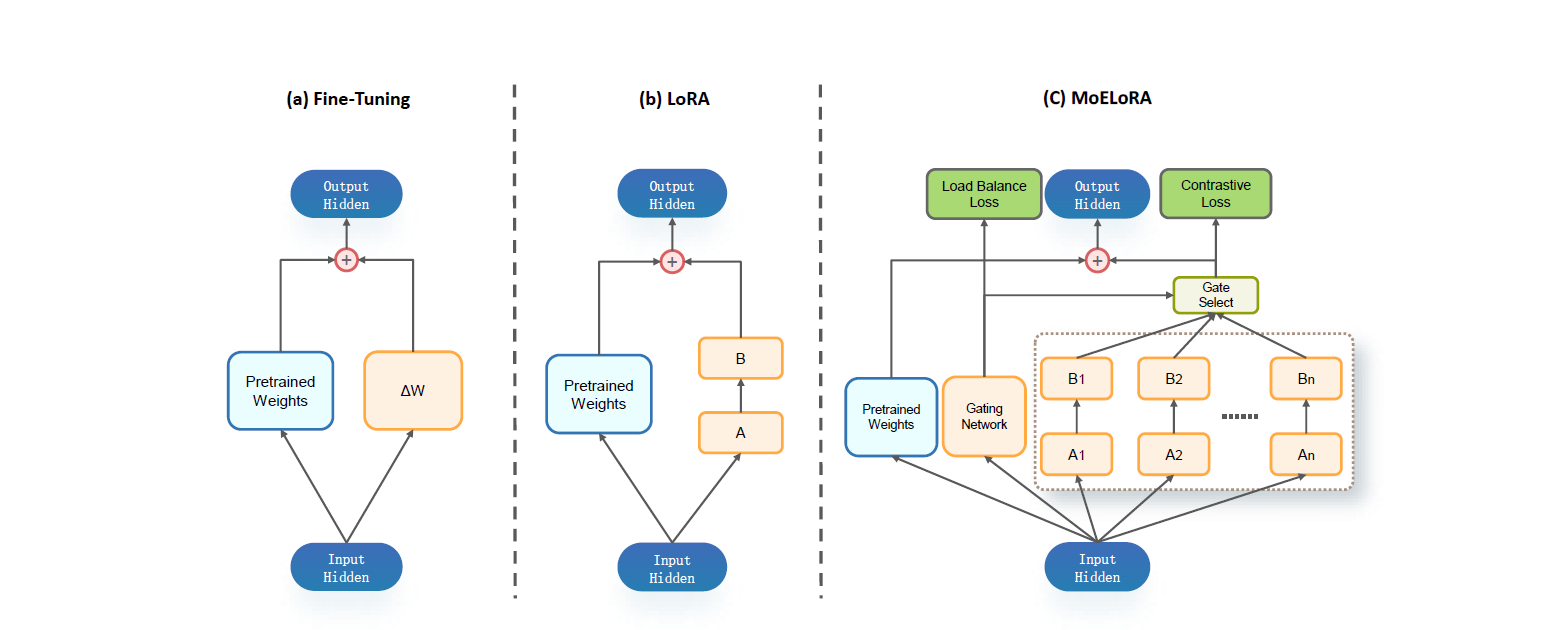 (a) Fine-Tuning
Output
Hidden
+
Pretrained
Weights
ΔW
Input
Hidden
(b) LoRA
Output
Hidden
+
Pretrained
Weights
B
A
Input
Hidden
(C) MoELoRA
Load Balance
Loss
Output
Hidden
Contrastive
Loss
+
Gate
Select
Pretrained
Weights
Gating
Network
B1
B2
Bn
......
A1
A2
An
Input
Hidden